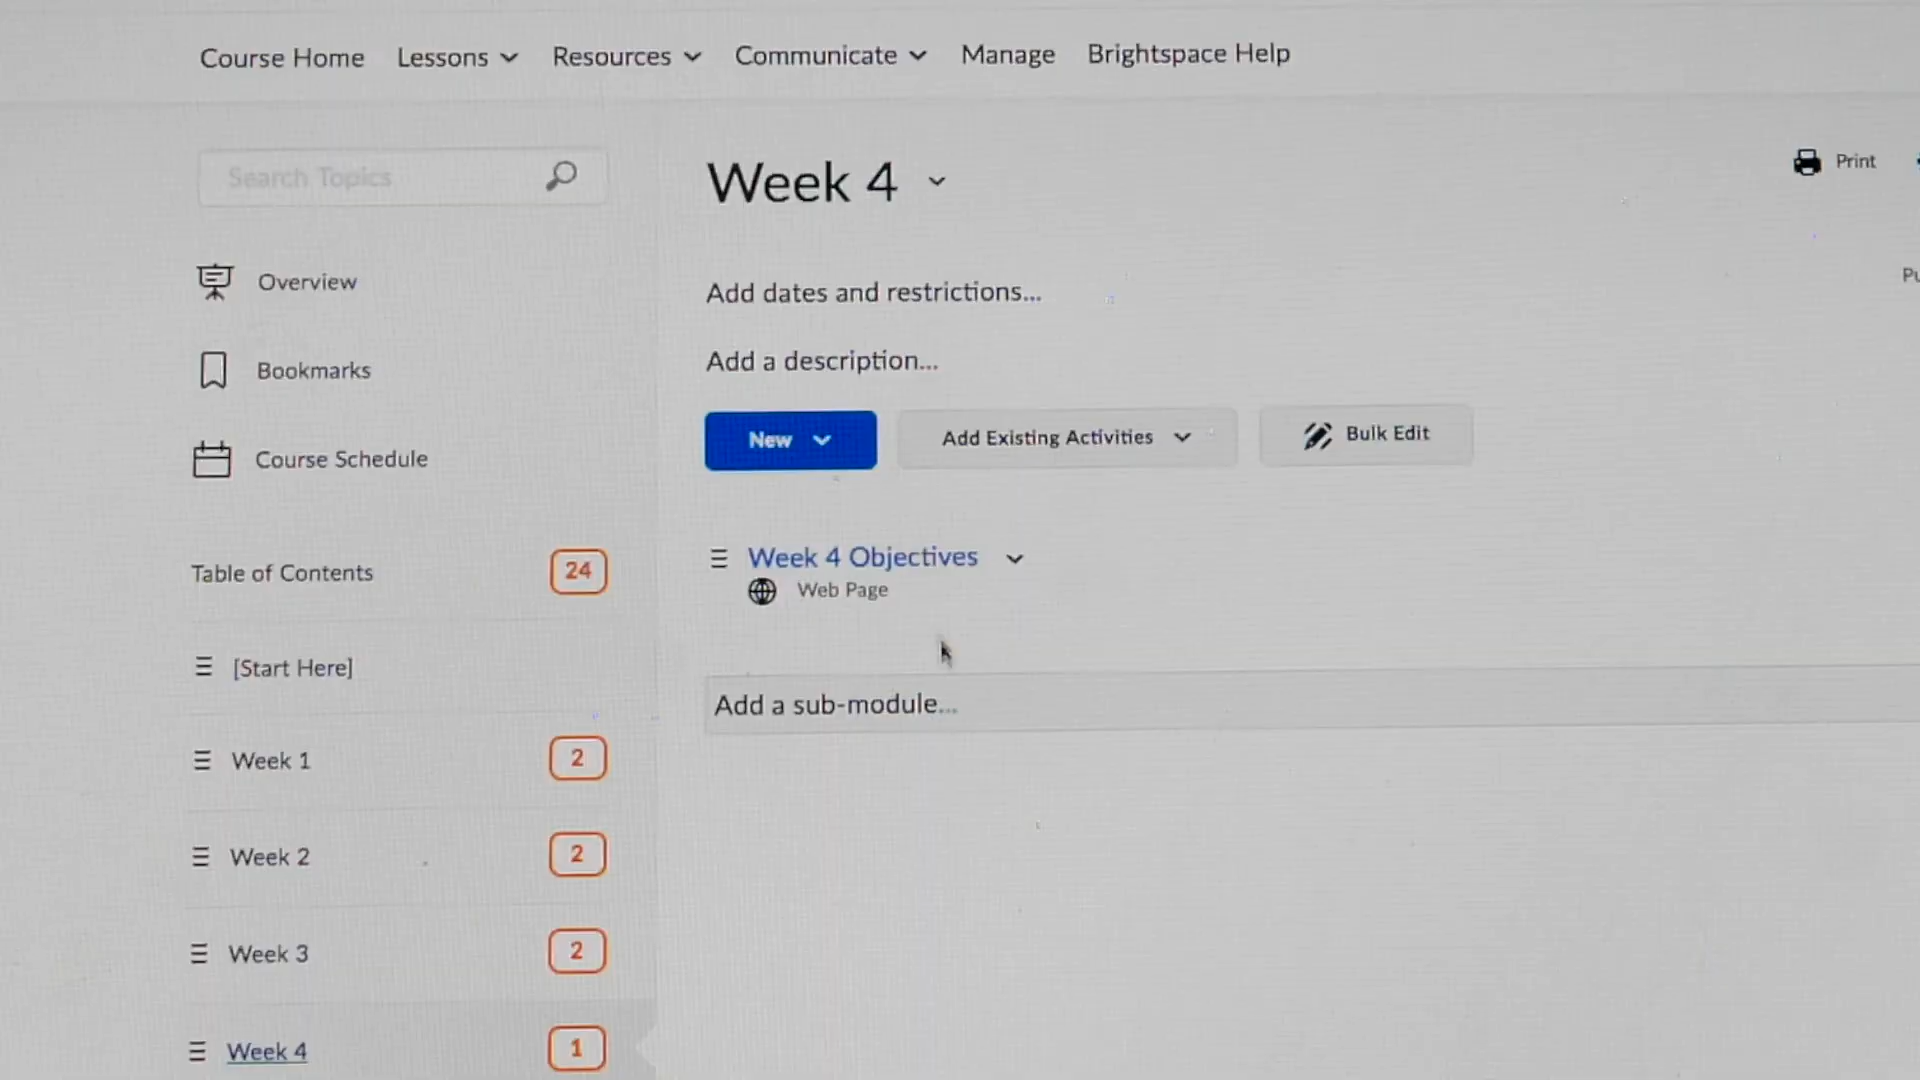 Course Home Lessons Resources Communicate Manage Brightspace Help
Search Topics
Week 4
Print
Overview
Add dates and restrictions...
Bookmarks
Add a description...
New
Add Existing Activities
Bulk Edit
Course Schedule
Table of Contents 24
Week 4 Objectives
Web Page
[Start Here]
Add a sub-module...
Week 1 2
Week 2 2
Week 3 2
Week 4 1